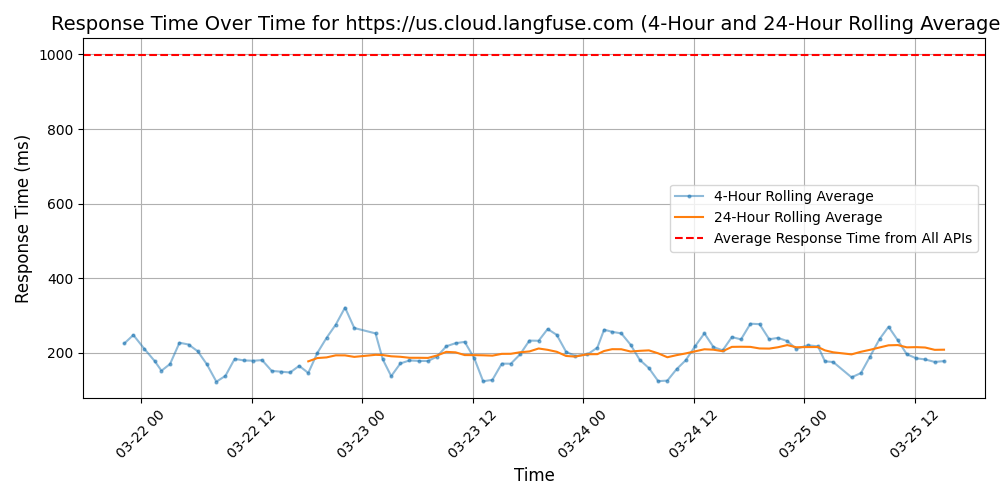 Response Time Over Time for https://us.cloud.langfuse.com (4-Hour and 24-Hour Rolling Average
Response Time (ms)
1000
800
600
400
200
4-Hour Rolling Average
24-Hour Rolling Average
Average Response Time from All APIs
03-22 00
03-22 12
03-23 00
03-23 12
03-24 00
03-24 12
03-25 00
03-25 12
Time